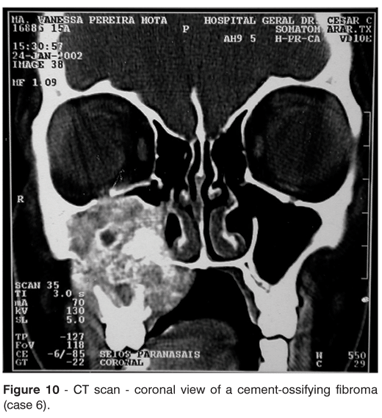 MA. VANESSA PEREIRA MOTA HOSPITAL GERAL DR. CESAR C
16886 15A P SOMATOM ARAR.TX
AH9 5 H-PR-CA VD10E
15:30:57
24-JAN-2002
IMAGE 38
MF 1.09
R
SCAN 35
TI 3.0 s
mA 70
kV 130
SL 5.0
TP -127
FoV 118
CE -6/-85 SEIOS PARANASAIS
GT -22 CORONAL
W 550
C 29
Figure 10 - CT scan - coronal view of a cement-ossifying fibroma
(case 6).